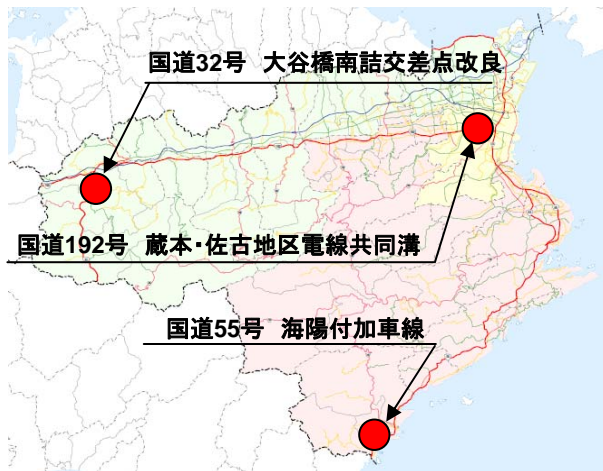 国道32号 大谷橋南詰交差点改良
国道192号 蔵本・佐古地区電線共同溝
国道55号 海陽付加車線